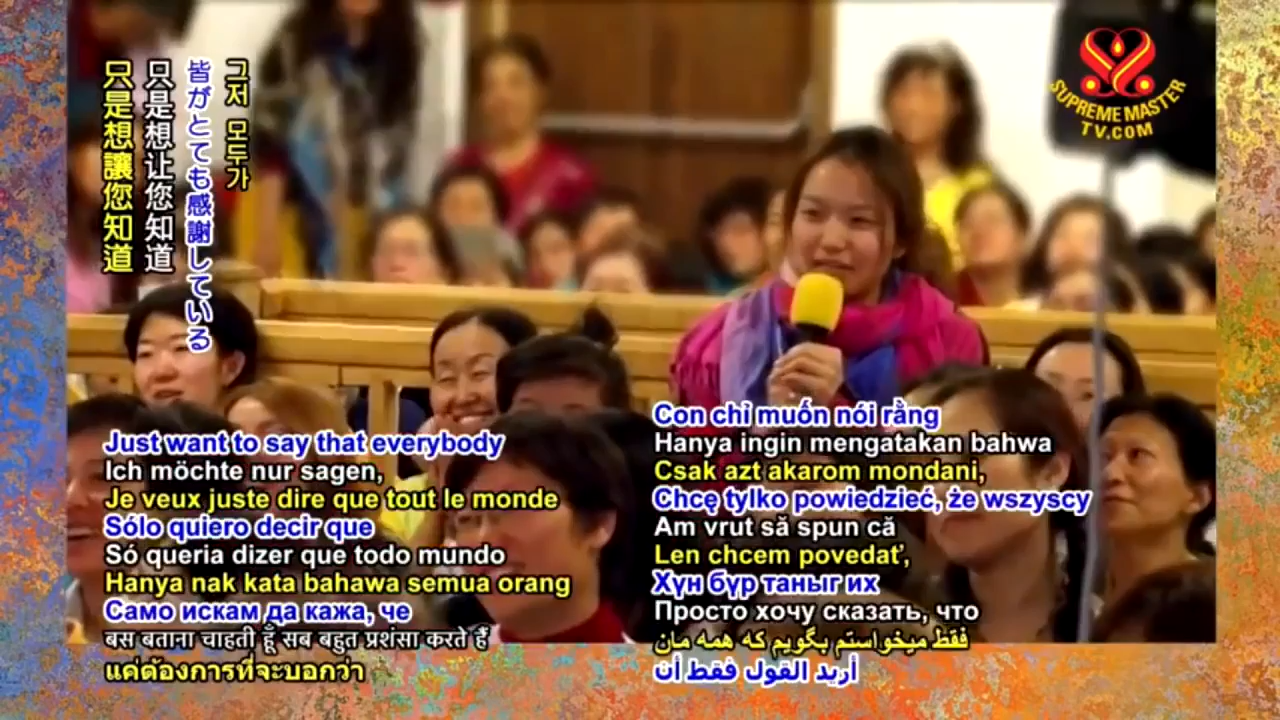 只是想讓您知道
只是想让您知道
皆がとても感謝している
그저 모두가
SUPREME MASTER
TV.COM
Just want to say that everybody
Ich möchte nur sagen,
Je veux juste dire que tout le monde
Sólo quiero decir que
Só queria dizer que todo mundo
Hanya nak kata bahawa semua orang
Само искам да кажа, че
बस बताना चाहती हूँ सब बहुत प्रशंसा करते हैं
แค่ต้องการที่จะบอกว่า
Con chỉ muốn nói rằng
Hanya ingin mengatakan bahwa
Csak azt akarom mondani,
Chcę tylko powiedzieć, że wszyscy
Am vrut să spun că
Len chcem povedať,
Хүн бүр таныг их
Просто хочу сказать, что
فقط میخواستم بگویم که همه مان
أريد القول فقط أن